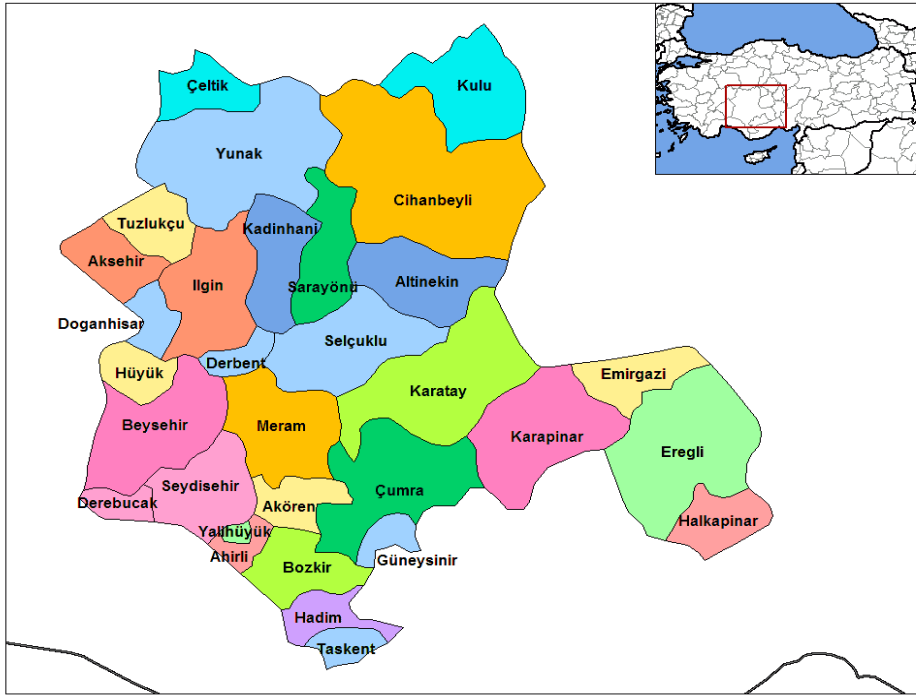 Çeltik
Kulu
Yunak
Cihanbeyli
Tuzlukçu
Kadinhani
Aksehir
Ilgin
Sarayönü
Altinekin
Doganhisar
Selçuklu
Derbent
Hüyük
Emirgazi
Karatay
Beysehir
Meram
Karapinar
Eregli
Seydisehir
Çumra
Derebucak
Akören
Halkapinar
Yalihüyük
Ahirli
Güneysinir
Bozkir
Hadim
Taskent